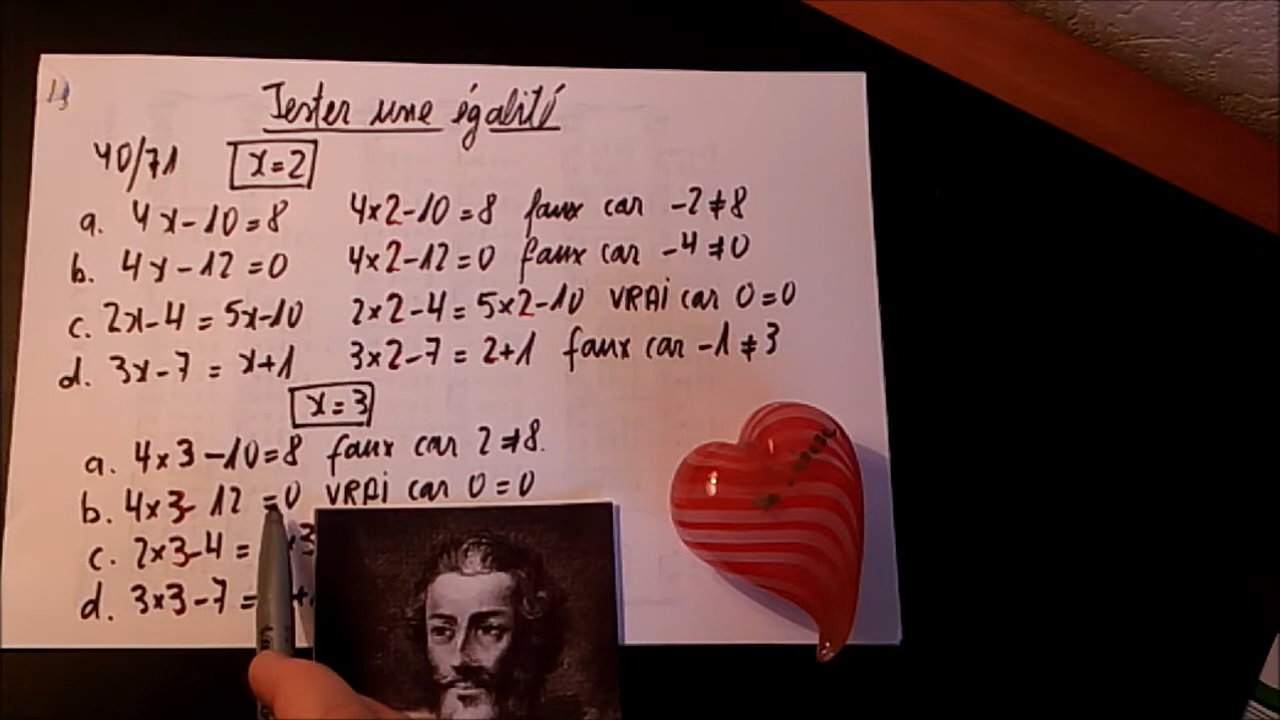 Tester une égalité
40/71 x=2
a. 4x-10=8 4×2-10=8 faux car -2≠8
b. 4x-12=0 4×2-12=0 faux car -4≠0
c. 2x-4=5x-10 2×2-4=5×2-10 VRAI car 0=0
d. 3x-7=x+1 3×2-7=2+1 faux car -1≠3
x=3
a. 4×3-10=8 faux car 2≠8.
b. 4×3-12=0 VRAI car 0=0
c. 2×3-4= ×3
d. 3×3-7= +